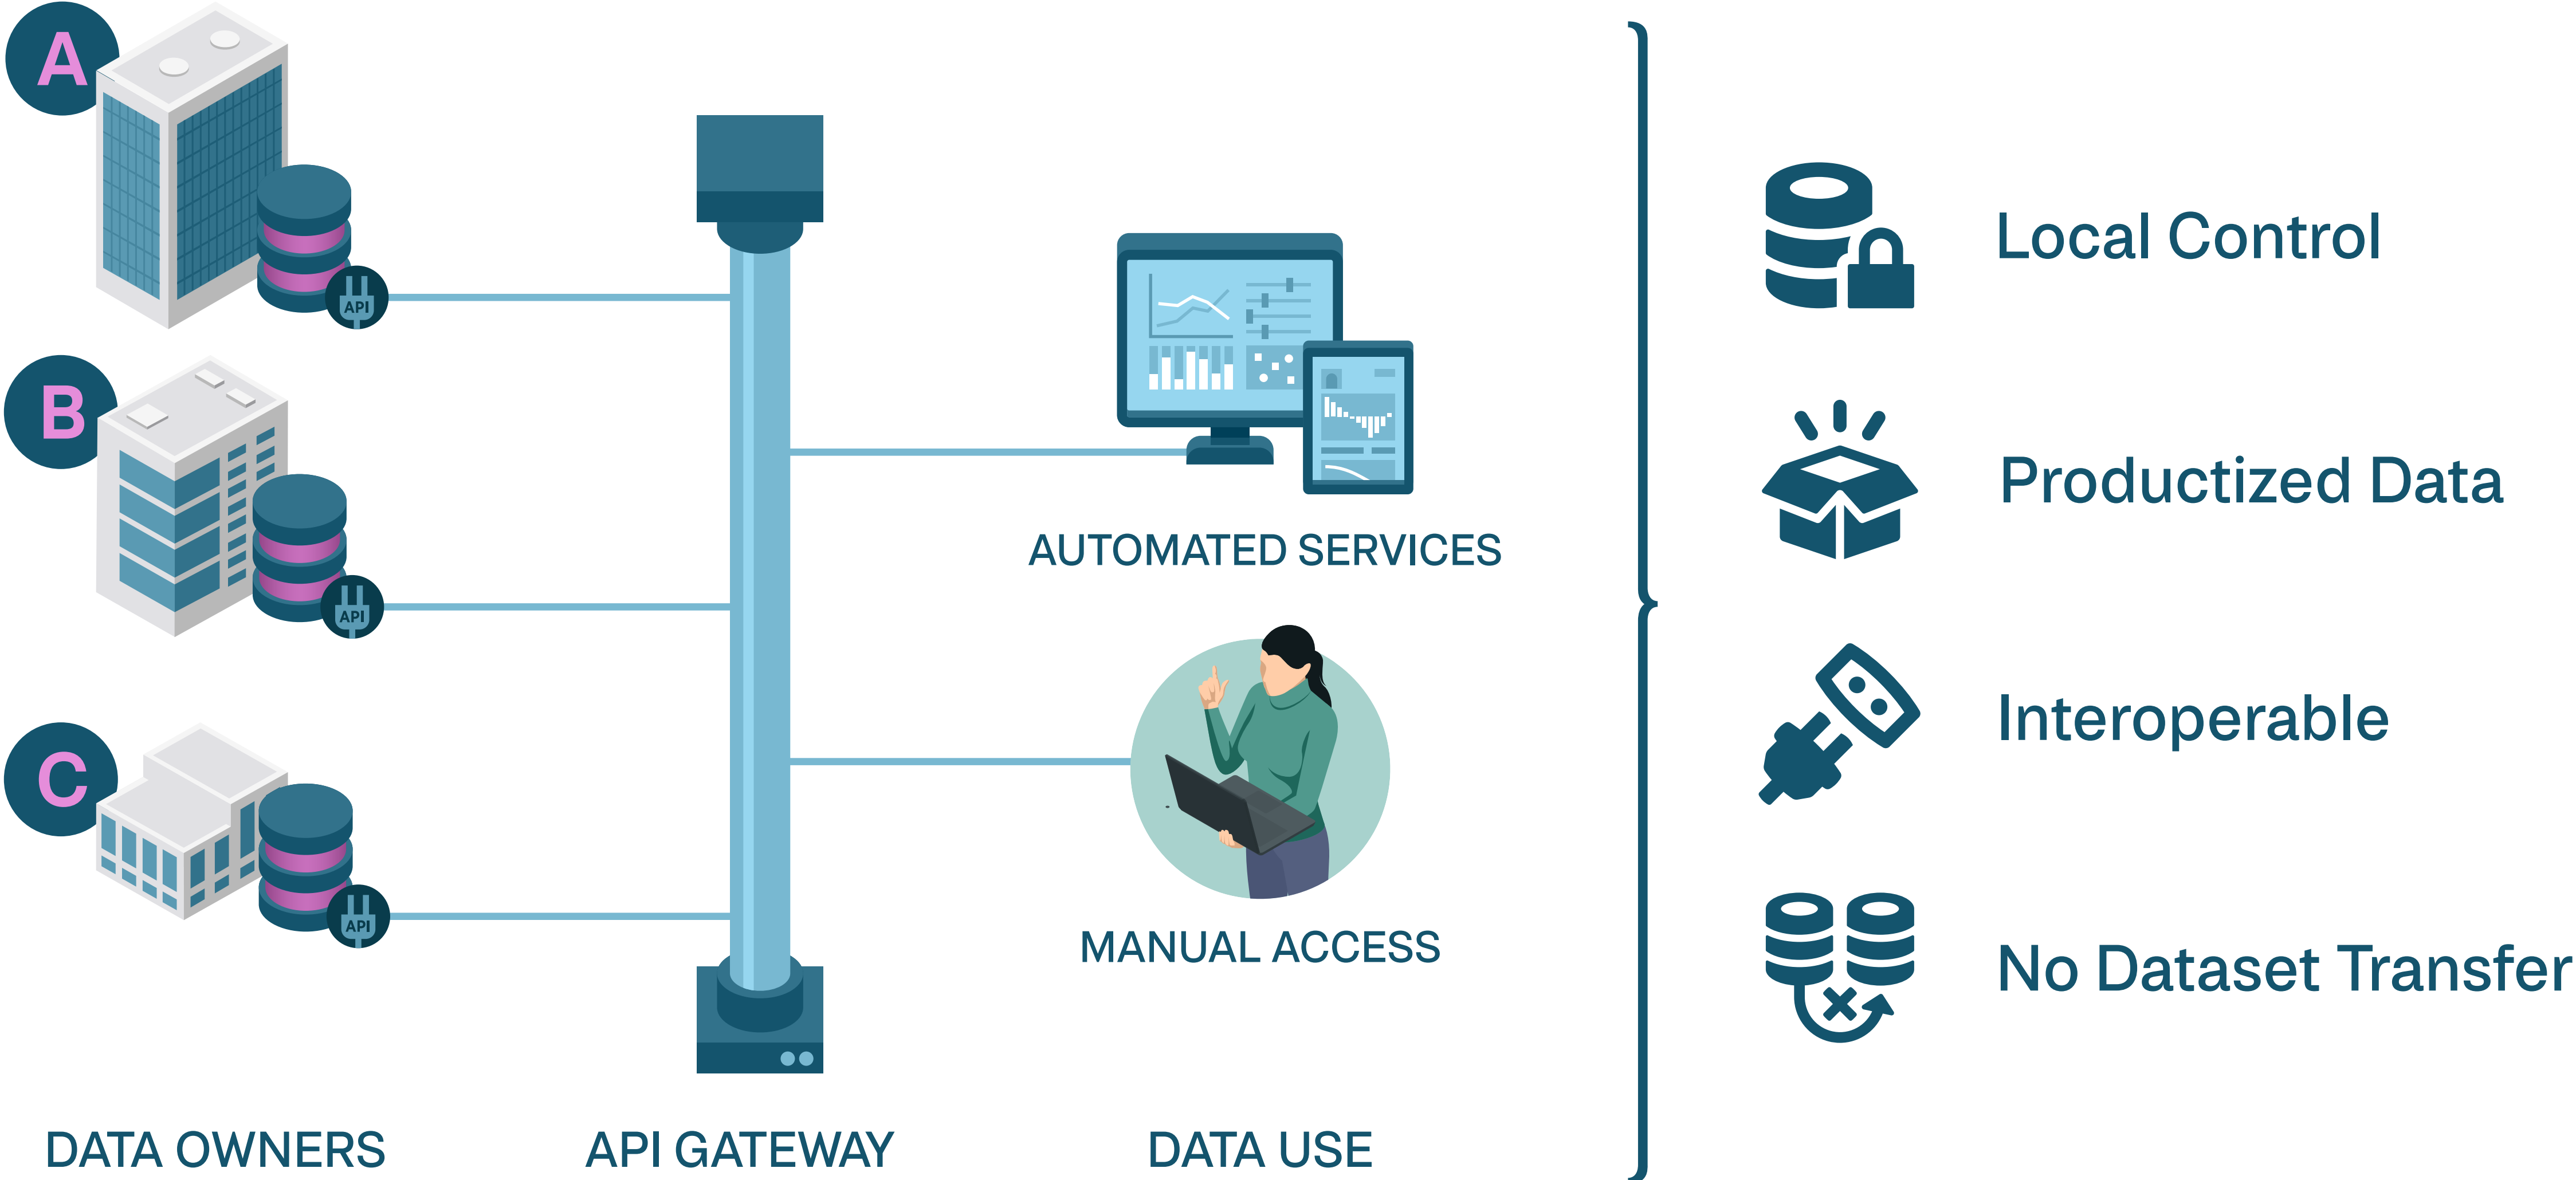 A
API
B
API
C
API
DATA OWNERS
API GATEWAY
AUTOMATED SERVICES
MANUAL ACCESS
DATA USE
Local Control
Productized Data
Interoperable
No Dataset Transfer